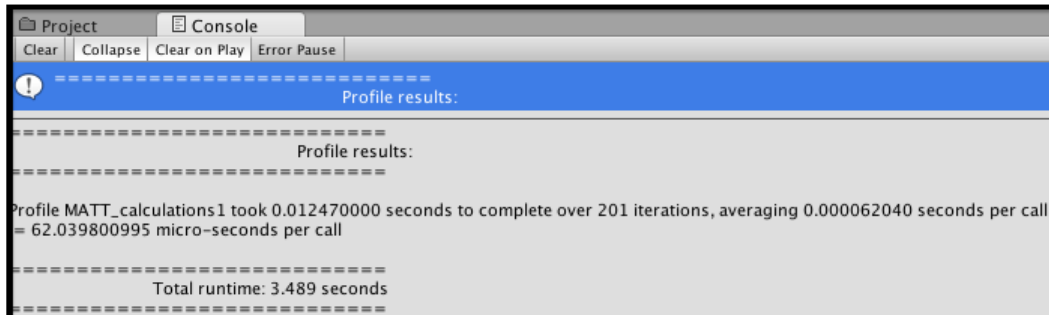 Project Console
Clear Collapse Clear on Play Error Pause
============================
Profile results:
============================
Profile results:
============================
Profile MATT_calculations1 took 0.012470000 seconds to complete over 201 iterations, averaging 0.000062040 seconds per call
= 62.039800995 micro-seconds per call
============================
Total runtime: 3.489 seconds
============================